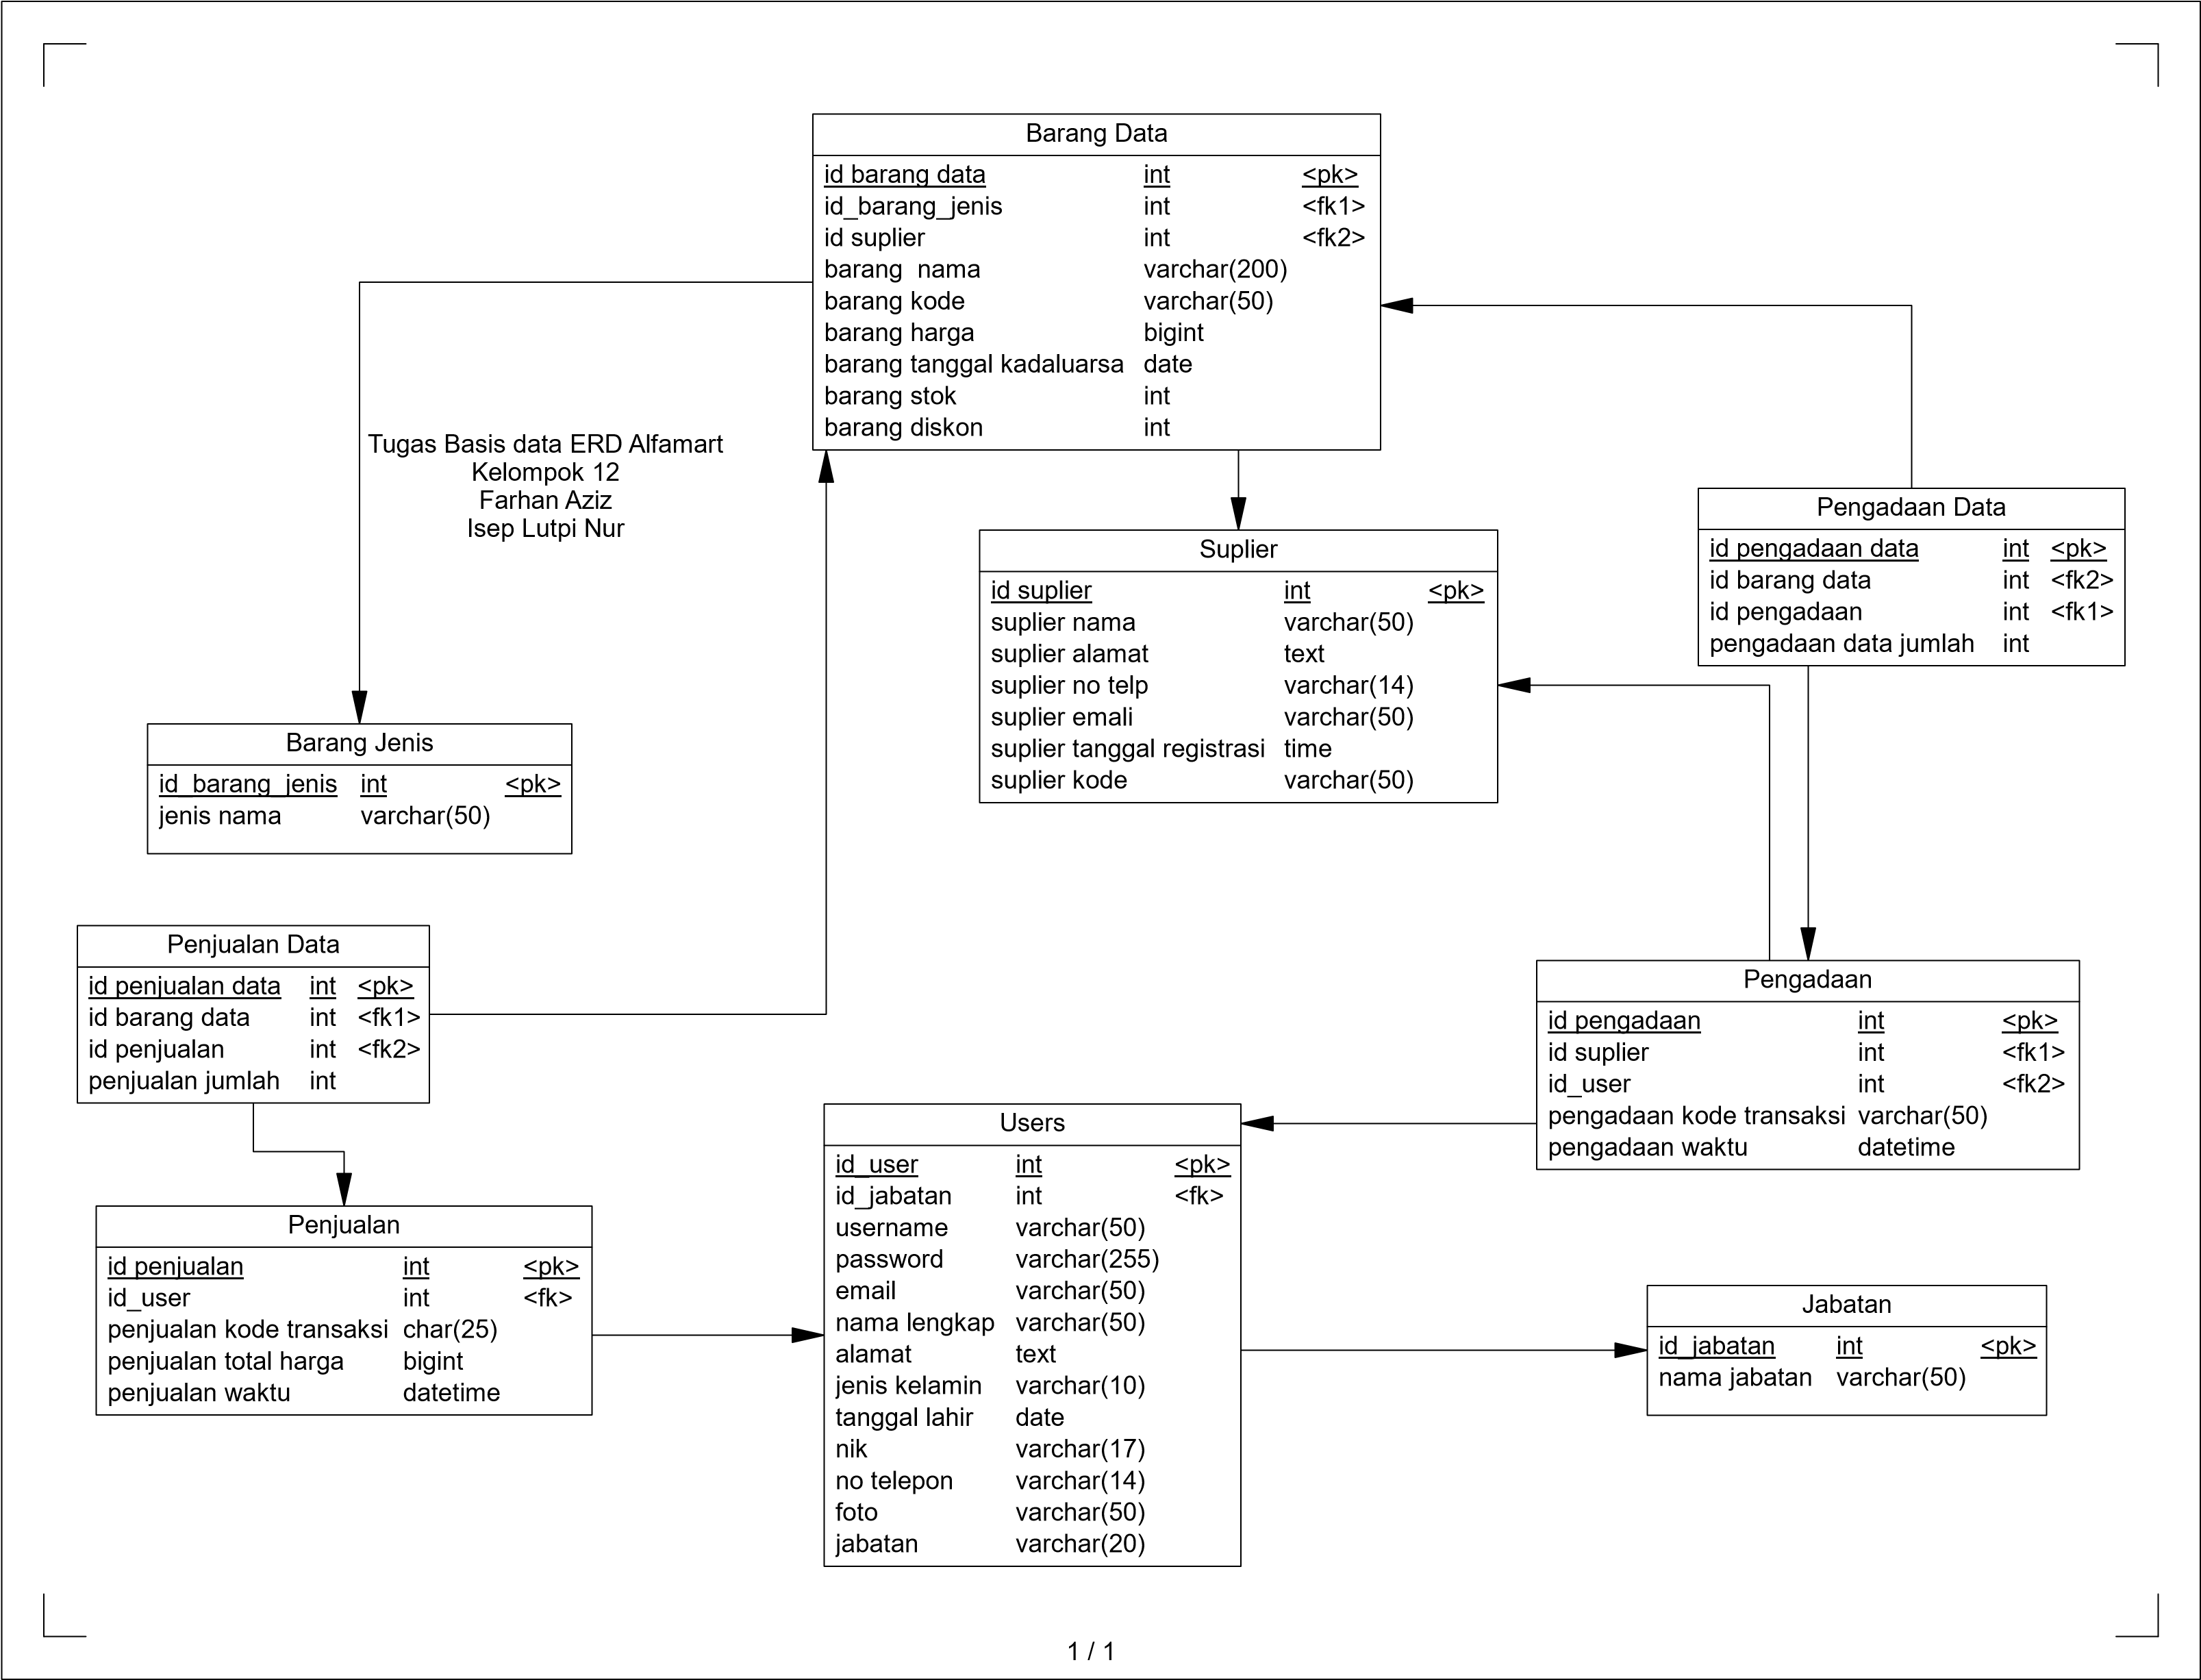 Barang Data
id barang data int <pk>
id_barang_jenis int <fk1>
id suplier int <fk2>
barang  nama varchar(200)
barang kode varchar(50)
barang harga bigint
barang tanggal kadaluarsa date
barang stok int
barang diskon int
Tugas Basis data ERD Alfamart
Kelompok 12
Farhan Aziz
Isep Lutpi Nur
Suplier
id suplier int <pk>
suplier nama varchar(50)
suplier alamat text
suplier no telp varchar(14)
suplier emali varchar(50)
suplier tanggal registrasi time
suplier kode varchar(50)
Pengadaan Data
id pengadaan data int <pk>
id barang data int <fk2>
id pengadaan int <fk1>
pengadaan data jumlah int
Barang Jenis
id_barang_jenis int <pk>
jenis nama varchar(50)
Penjualan Data
id penjualan data int <pk>
id barang data int <fk1>
id penjualan int <fk2>
penjualan jumlah int
Pengadaan
id pengadaan int <pk>
id suplier int <fk1>
id_user int <fk2>
pengadaan kode transaksi varchar(50)
pengadaan waktu datetime
Penjualan
id penjualan int <pk>
id_user int <fk>
penjualan kode transaksi char(25)
penjualan total harga bigint
penjualan waktu datetime
Users
id_user int <pk>
id_jabatan int <fk>
username varchar(50)
password varchar(255)
email varchar(50)
nama lengkap varchar(50)
alamat text
jenis kelamin varchar(10)
tanggal lahir date
nik varchar(17)
no telepon varchar(14)
foto varchar(50)
jabatan varchar(20)
Jabatan
id_jabatan int <pk>
nama jabatan varchar(50)
1 / 1